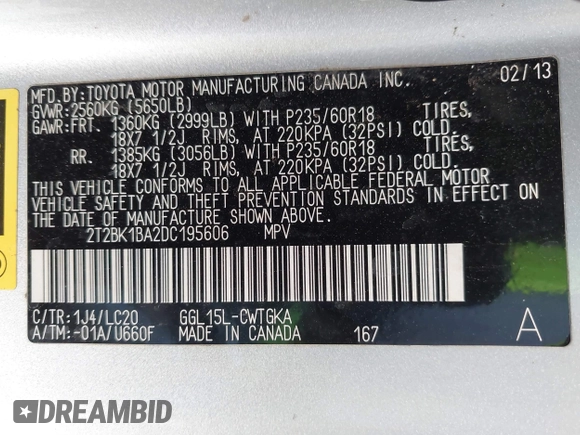 MFD. BY: TOYOTA MOTOR MANUFACTURING CANADA INC. 02/13
GVWR: 2560KG (5650LB)
GAWR: FRT. 1360KG (2999LB) WITH P235/60R18 TIRES,
18X7 1/2J RIMS, AT 220KPA (32PSI) COLD.
RR. 1385KG (3056LB) WITH P235/60R18 TIRES,
18X7 1/2J RIMS, AT 220KPA (32PSI) COLD.
THIS VEHICLE CONFORMS TO ALL APPLICABLE FEDERAL MOTOR
VEHICLE SAFETY AND THEFT PREVENTION STANDARDS IN EFFECT ON
THE DATE OF MANUFACTURE SHOWN ABOVE.
2T2BK1BA2DC195606 MPV
C/TR: 1J4/LC20 GGL15L-CWTGKA
A/TM: -01A/U660F MADE IN CANADA 167 A
DREAMBID